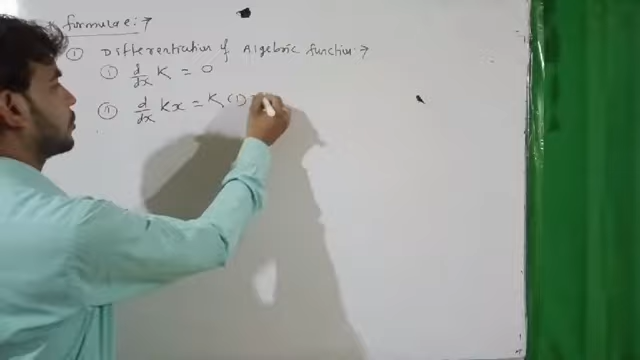 formulae :→
① Differentiation of Algebraic function :→
① d/dx K = 0
② d/dx Kx = K (1) =